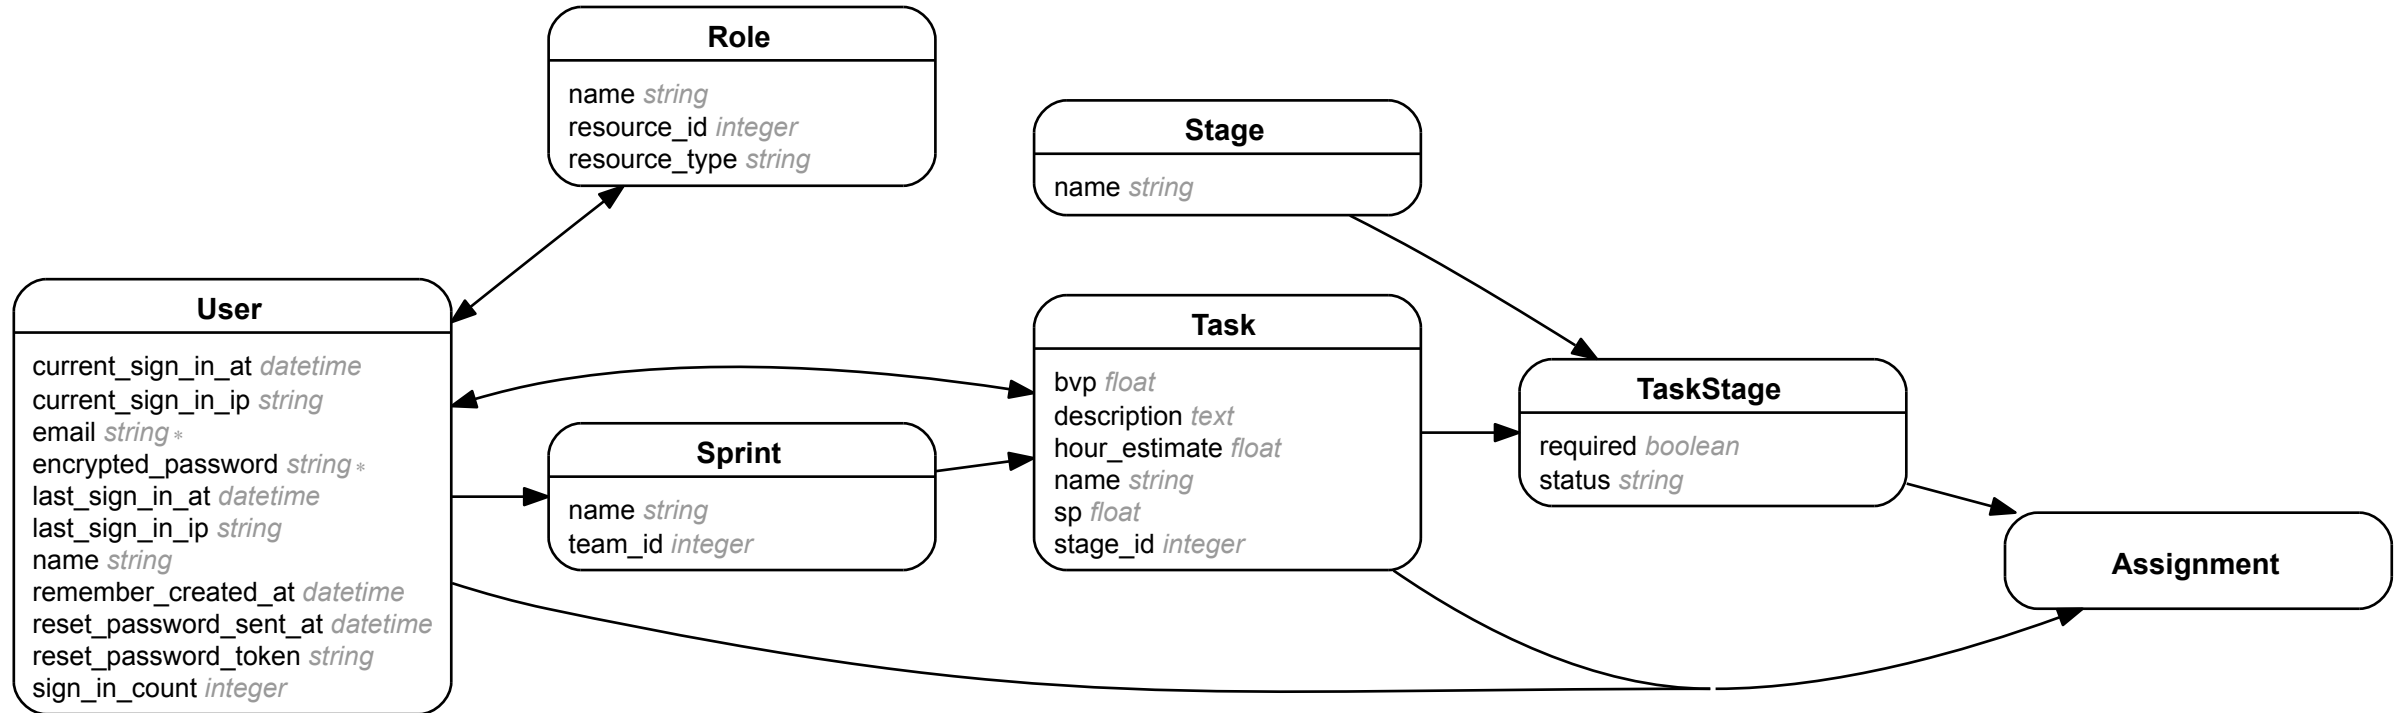 Role
name string
resource_id integer
resource_type string
Stage
name string
User
current_sign_in_at datetime
current_sign_in_ip string
email string *
encrypted_password string *
last_sign_in_at datetime
last_sign_in_ip string
name string
remember_created_at datetime
reset_password_sent_at datetime
reset_password_token string
sign_in_count integer
Sprint
name string
team_id integer
Task
bvp float
description text
hour_estimate float
name string
sp float
stage_id integer
TaskStage
required boolean
status string
Assignment